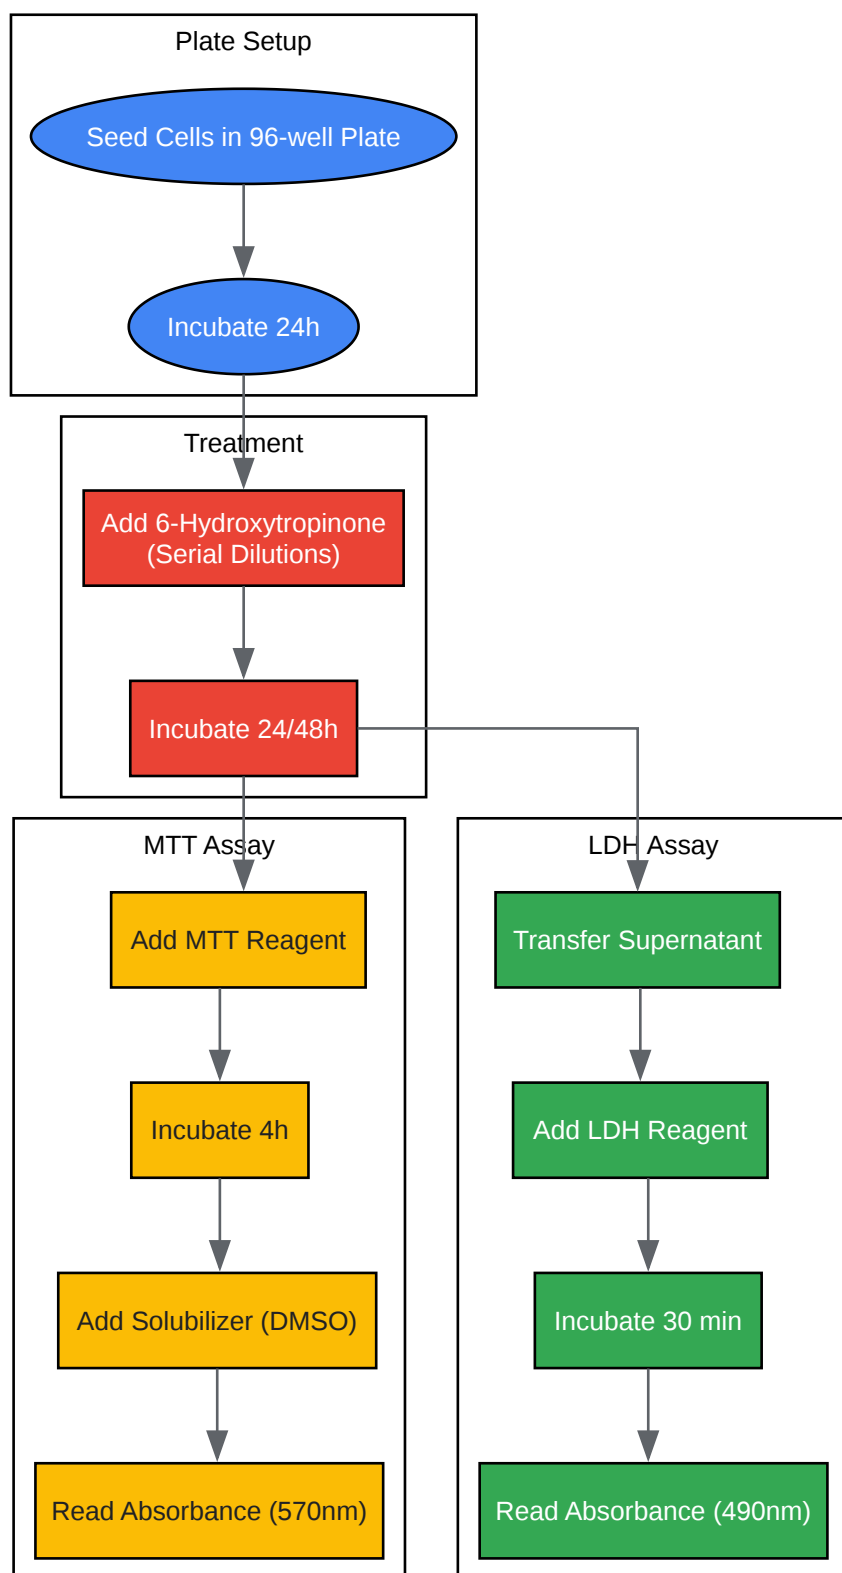 Plate Setup
Seed Cells in 96-well Plate
Incubate 24h
Treatment
Add 6-Hydroxytropinone
(Serial Dilutions)
Incubate 24/48h
MTT Assay
Add MTT Reagent
Incubate 4h
Add Solubilizer (DMSO)
Read Absorbance (570nm)
LDH Assay
Transfer Supernatant
Add LDH Reagent
Incubate 30 min
Read Absorbance (490nm)